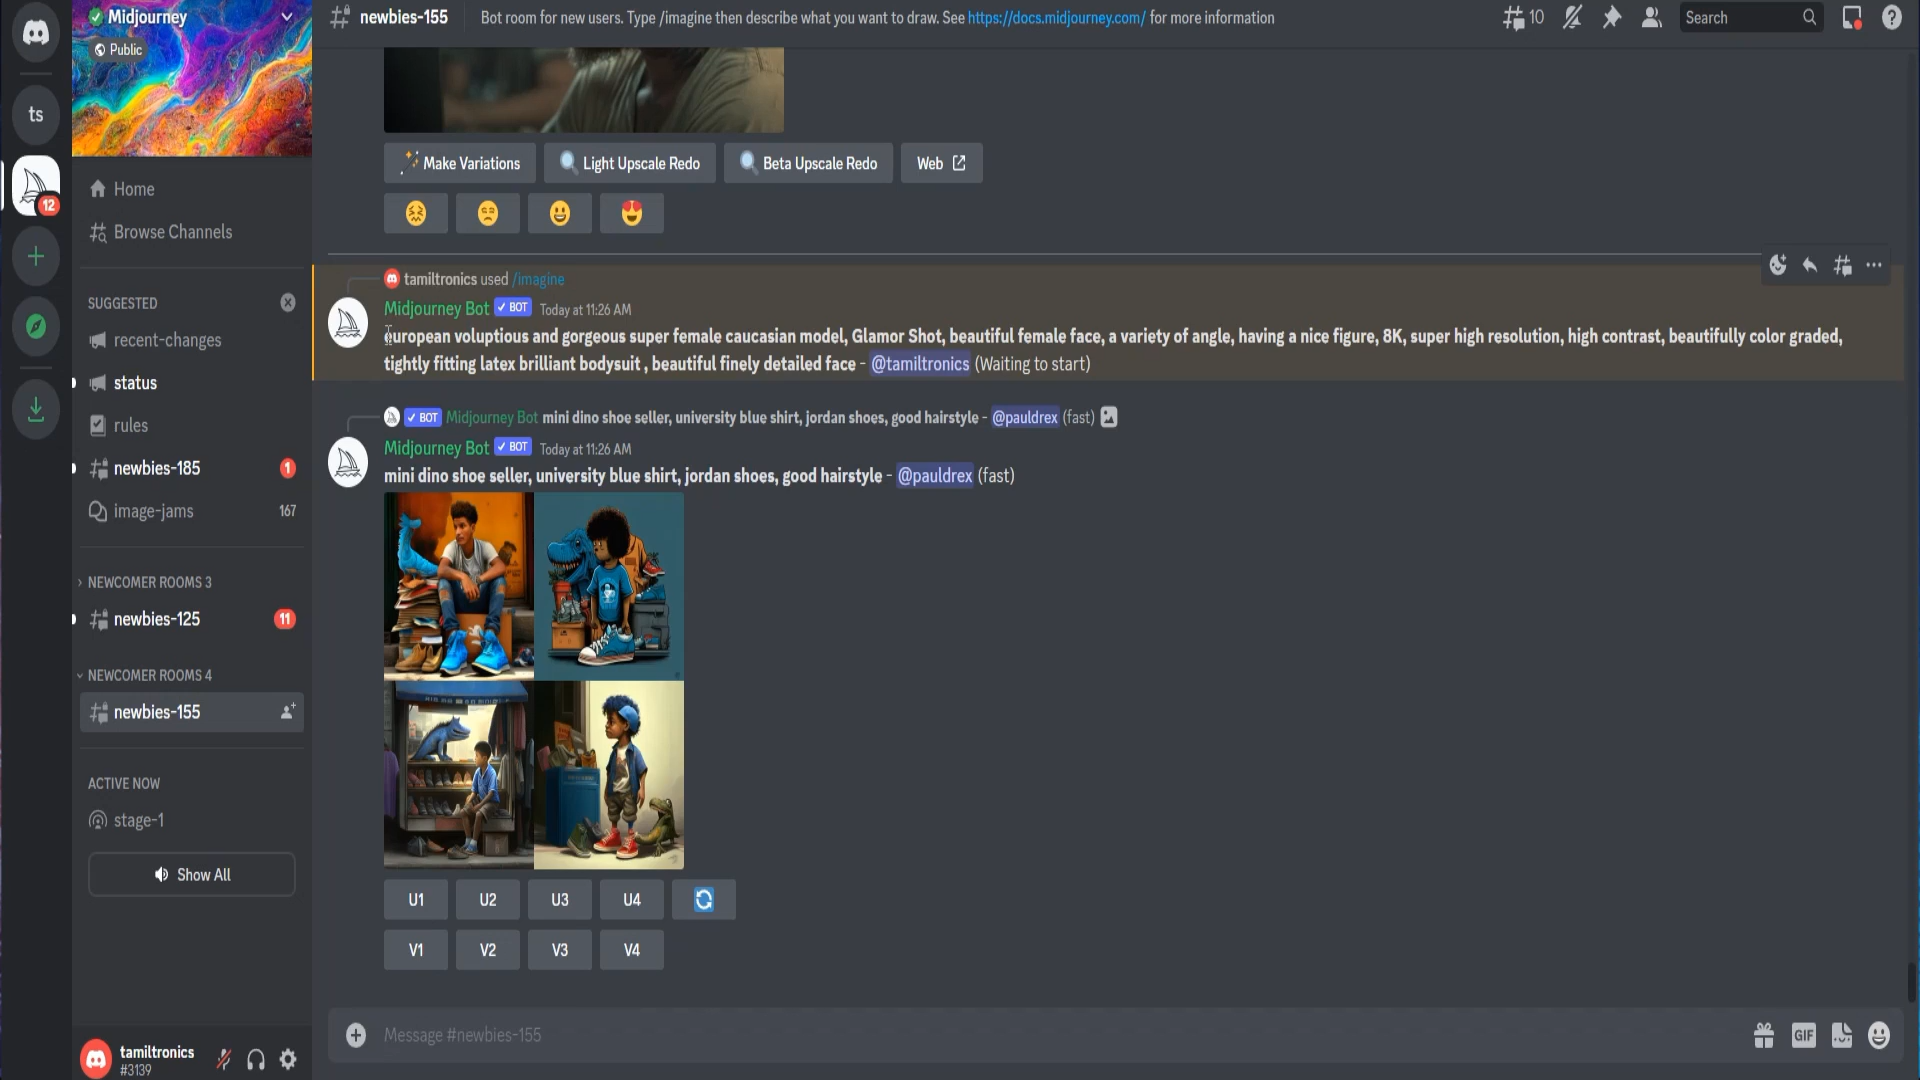 Midjourney
Public
ts
12
Home
Browse Channels
SUGGESTED
recent-changes
status
rules
newbies-185
1
image-jams
167
NEWCOMER ROOMS 3
newbies-125
11
NEWCOMER ROOMS 4
newbies-155
ACTIVE NOW
stage-1
Show All
tamiltronics
#3139
newbies-155
Bot room for new users. Type /imagine then describe what you want to draw. See https://docs.midjourney.com/ for more information
10
Search
Make Variations
Light Upscale Redo
Beta Upscale Redo
Web
tamiltronics used /imagine
Midjourney Bot BOT Today at 11:26 AM
european voluptious and gorgeous super female caucasian model, Glamor Shot, beautiful female face, a variety of angle, having a nice figure, 8K, super high resolution, high contrast, beautifully color graded,
tightly fitting latex brilliant bodysuit , beautiful finely detailed face - @tamiltronics (Waiting to start)
BOT Midjourney Bot mini dino shoe seller, university blue shirt, jordan shoes, good hairstyle - @pauldrex (fast)
Midjourney Bot BOT Today at 11:26 AM
mini dino shoe seller, university blue shirt, jordan shoes, good hairstyle - @pauldrex (fast)
U1
U2
U3
U4
V1
V2
V3
V4
Message #newbies-155
GIF